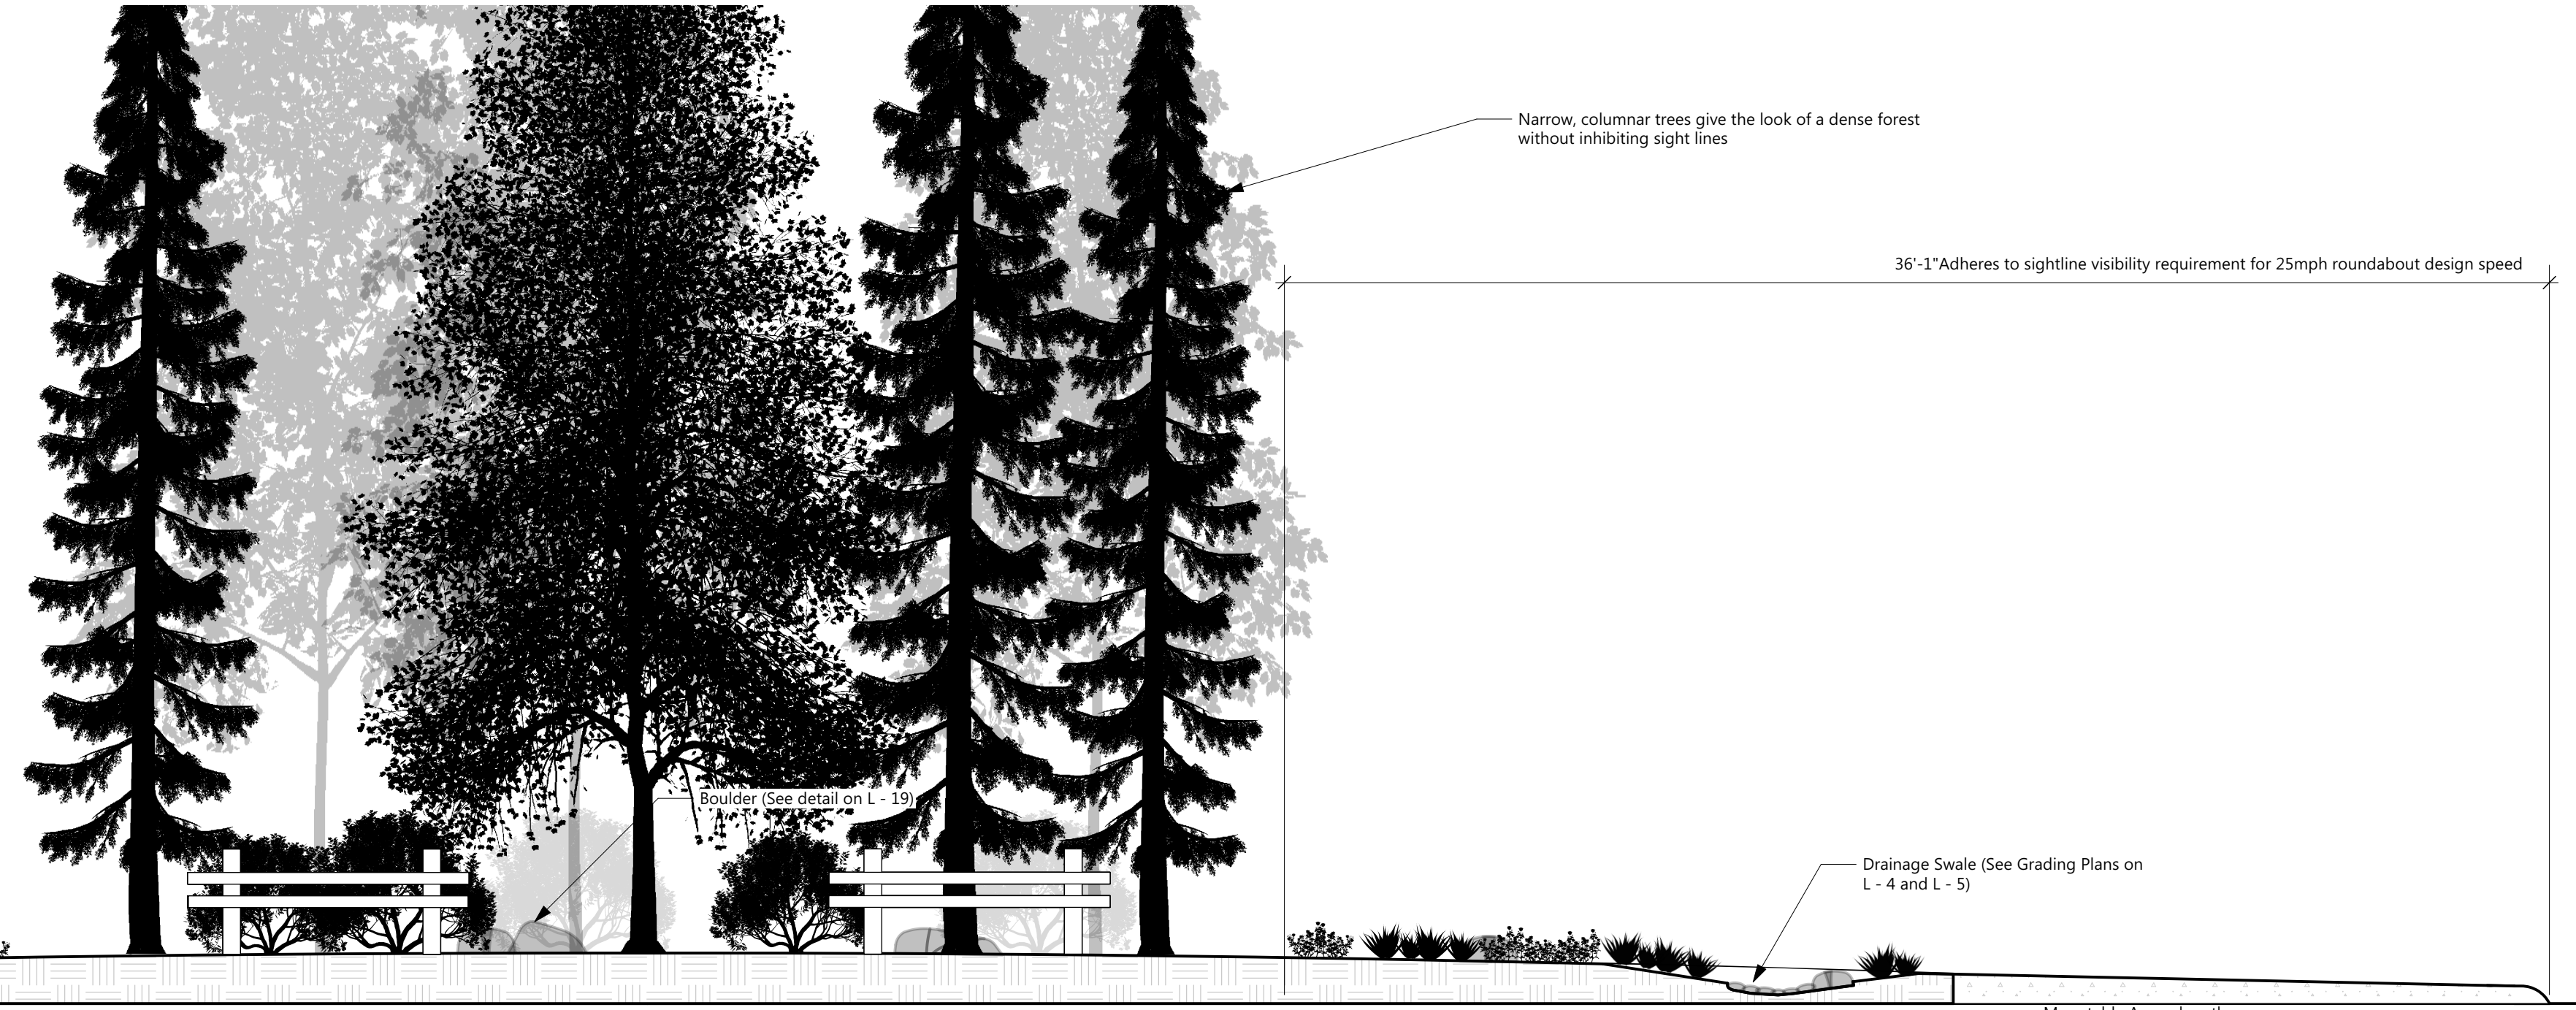 Narrow, columnar trees give the look of a dense forest
without inhibiting sight lines
36'-1"Adheres to sightline visibility requirement for 25mph roundabout design speed
Boulder (See detail on L - 19)
Drainage Swale (See Grading Plans on
L - 4 and L - 5)